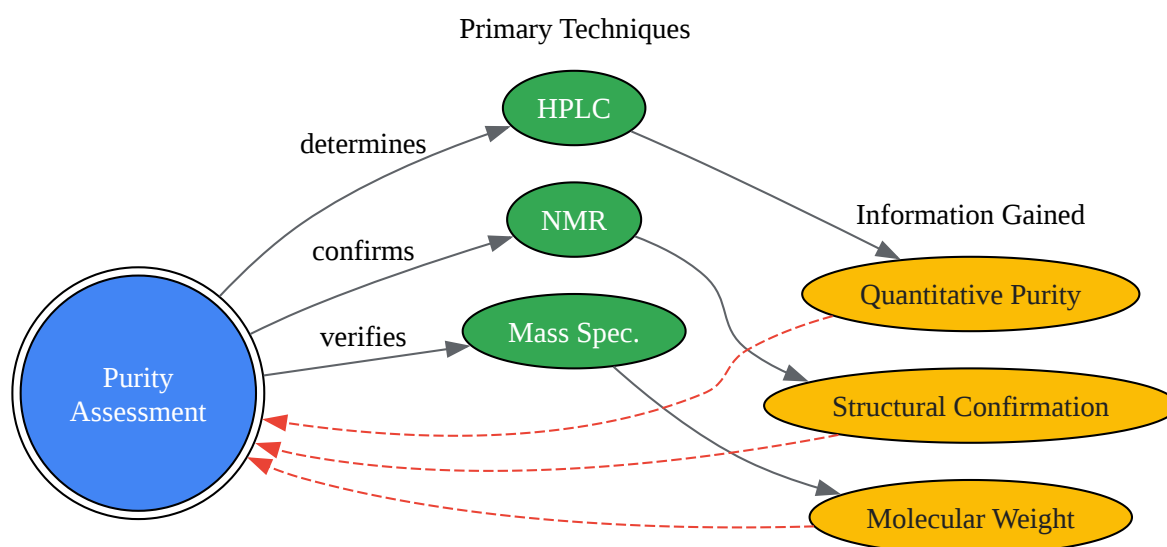 Primary Techniques
HPLC
determines
NMR
Information Gained
confirms
Quantitative Purity
Mass Spec.
verifies
Purity
Assessment
Structural Confirmation
Molecular Weight